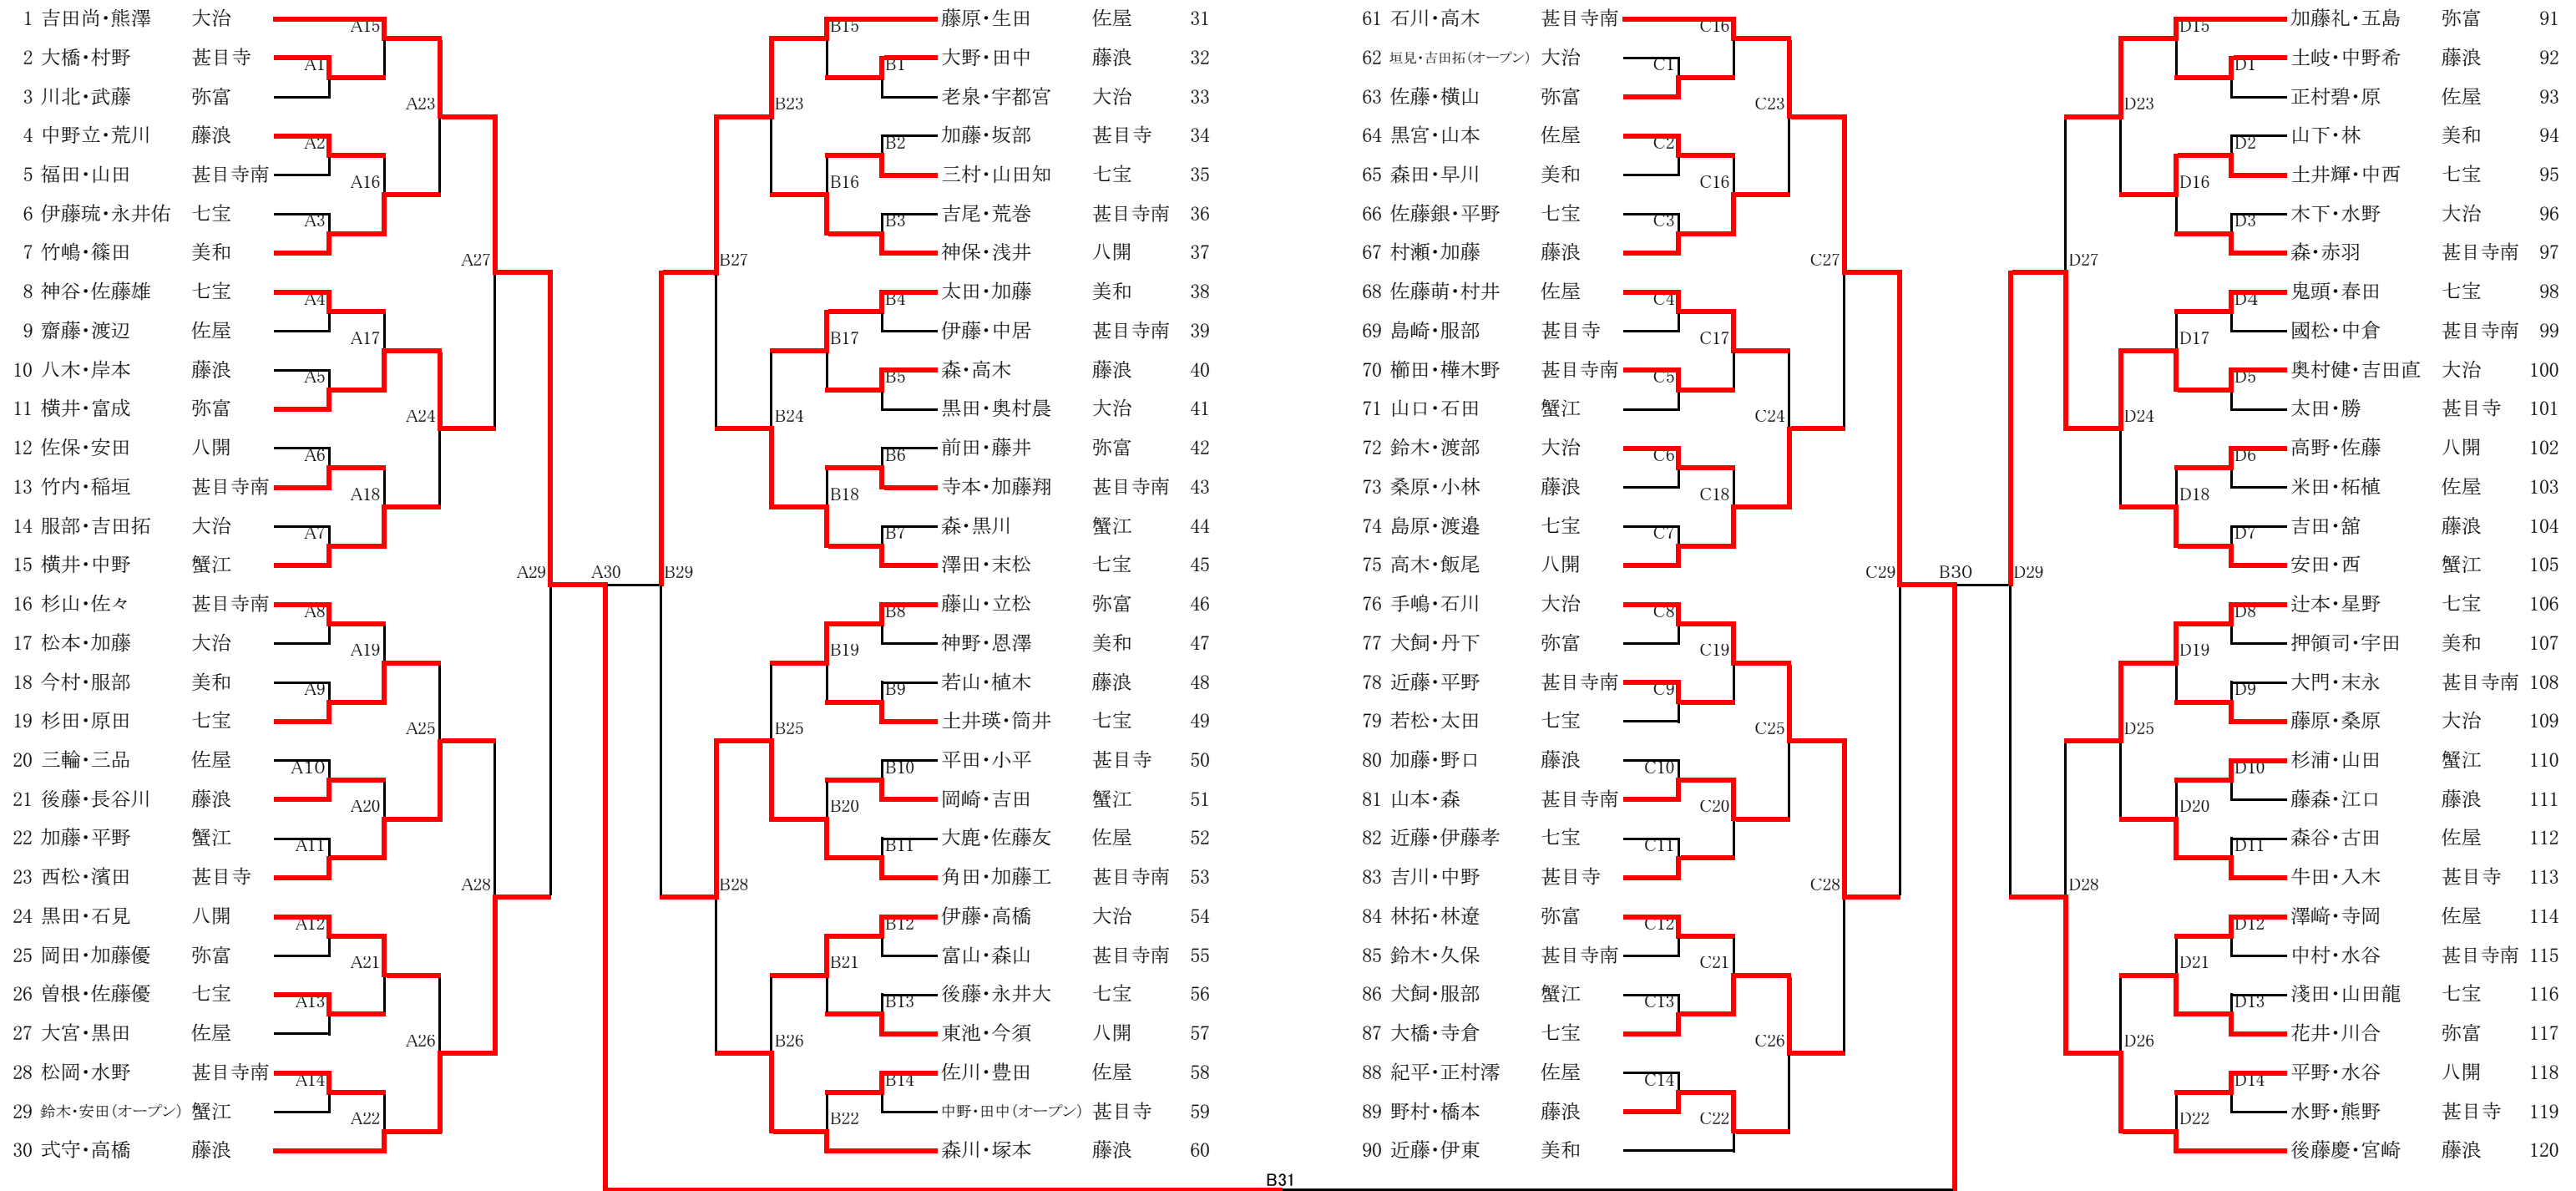 1 吉田尚・熊澤 大治
2 大橋・村野 甚目寺
3 川北・武藤 弥富
4 中野立・荒川 藤浪
5 福田・山田 甚目寺南
6 伊藤琉・永井佑 七宝
7 竹嶋・篠田 美和
8 神谷・佐藤雄 七宝
9 齋藤・渡辺 佐屋
10 八木・岸本 藤浪
11 横井・富成 弥富
12 佐保・安田 八開
13 竹内・稲垣 甚目寺南
14 服部・吉田拓 大治
15 横井・中野 蟹江
16 杉山・佐々 甚目寺南
17 松本・加藤 大治
18 今村・服部 美和
19 杉田・原田 七宝
20 三輪・三品 佐屋
21 後藤・長谷川 藤浪
22 加藤・平野 蟹江
23 西松・濱田 甚目寺
24 黒田・石見 八開
25 岡田・加藤優 弥富
26 曽根・佐藤優 七宝
27 大宮・黒田 佐屋
28 松岡・水野 甚目寺南
29 鈴木・安田(オープン) 蟹江
30 式守・高橋 藤浪
A15
A1
A23
A2
A16
A3
A27
A4
A17
A5
A24
A6
A18
A7
A29
A30
A8
A19
A9
A25
A10
A20
A11
A28
A12
A21
A13
A26
A14
A22
B15
B1
B23
B2
B16
B3
B27
B4
B17
B5
B24
B6
B18
B7
B29
B8
B19
B9
B25
B10
B20
B11
B28
B12
B21
B13
B26
B14
B22
藤原・生田 佐屋 31
大野・田中 藤浪 32
老泉・宇都宮 大治 33
加藤・坂部 甚目寺 34
三村・山田知 七宝 35
吉尾・荒巻 甚目寺南 36
神保・浅井 八開 37
太田・加藤 美和 38
伊藤・中居 甚目寺南 39
森・高木 藤浪 40
黒田・奥村晨 大治 41
前田・藤井 弥富 42
寺本・加藤翔 甚目寺南 43
森・黒川 蟹江 44
澤田・末松 七宝 45
藤山・立松 弥富 46
神野・恩澤 美和 47
若山・植木 藤浪 48
土井瑛・筒井 七宝 49
平田・小平 甚目寺 50
岡崎・吉田 蟹江 51
大鹿・佐藤友 佐屋 52
角田・加藤工 甚目寺南 53
伊藤・高橋 大治 54
富山・森山 甚目寺南 55
後藤・永井大 七宝 56
東池・今須 八開 57
佐川・豊田 佐屋 58
中野・田中(オープン) 甚目寺 59
森川・塚本 藤浪 60
61 石川・高木 甚目寺南
62 垣見・吉田拓(オープン) 大治
63 佐藤・横山 弥富
64 黒宮・山本 佐屋
65 森田・早川 美和
66 佐藤銀・平野 七宝
67 村瀬・加藤 藤浪
68 佐藤萌・村井 佐屋
69 島崎・服部 甚目寺
70 櫛田・樺木野 甚目寺南
71 山口・石田 蟹江
72 鈴木・渡部 大治
73 桑原・小林 藤浪
74 島原・渡邉 七宝
75 高木・飯尾 八開
76 手嶋・石川 大治
77 犬飼・丹下 弥富
78 近藤・平野 甚目寺南
79 若松・太田 七宝
80 加藤・野口 藤浪
81 山本・森 甚目寺南
82 近藤・伊藤孝 七宝
83 吉川・中野 甚目寺
84 林拓・林遼 弥富
85 鈴木・久保 甚目寺南
86 犬飼・服部 蟹江
87 大橋・寺倉 七宝
88 紀平・正村澪 佐屋
89 野村・橋本 藤浪
90 近藤・伊東 美和
C16
C1
C23
C2
C16
C3
C27
C4
C17
C5
C24
C6
C18
C7
C29
B30
C8
C19
C9
C25
C10
C20
C11
C28
C12
C21
C13
C26
C14
C22
D15
D1
D23
D2
D16
D3
D27
D4
D17
D5
D24
D6
D18
D7
D29
D8
D19
D9
D25
D10
D20
D11
D28
D12
D21
D13
D26
D14
D22
加藤礼・五島 弥富 91
土岐・中野希 藤浪 92
正村碧・原 佐屋 93
山下・林 美和 94
土井輝・中西 七宝 95
木下・水野 大治 96
森・赤羽 甚目寺南 97
鬼頭・春田 七宝 98
國松・中倉 甚目寺南 99
奥村健・吉田直 大治 100
太田・勝 甚目寺 101
高野・佐藤 八開 102
米田・柘植 佐屋 103
吉田・舘 藤浪 104
安田・西 蟹江 105
辻本・星野 七宝 106
押領司・宇田 美和 107
大門・末永 甚目寺南 108
藤原・桑原 大治 109
杉浦・山田 蟹江 110
藤森・江口 藤浪 111
森谷・古田 佐屋 112
牛田・入木 甚目寺 113
澤﨑・寺岡 佐屋 114
中村・水谷 甚目寺南 115
淺田・山田龍 七宝 116
花井・川合 弥富 117
平野・水谷 八開 118
水野・熊野 甚目寺 119
後藤慶・宮崎 藤浪 120
B31